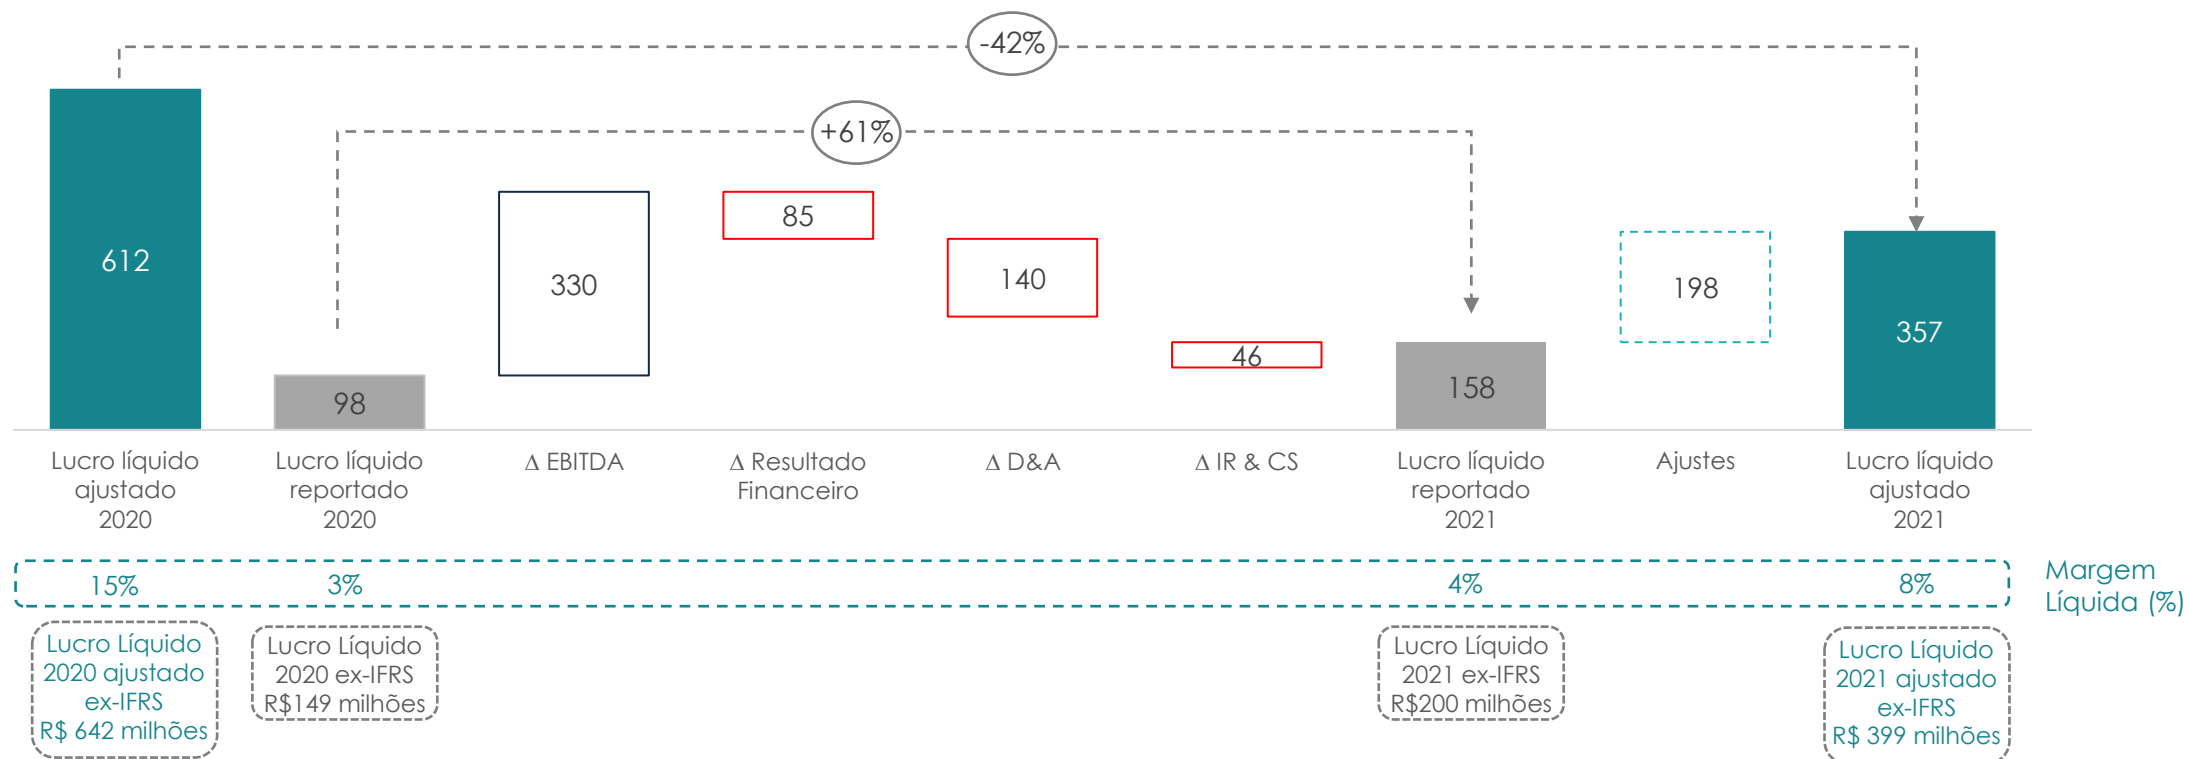 -42%
+61%
612
98
330
85
140
46
158
198
357
Lucro líquido
ajustado
2020
Lucro líquido
reportado
2020
Δ EBITDA
Δ Resultado
Financeiro
Δ D&A
Δ IR & CS
Lucro líquido
reportado
2021
Ajustes
Lucro líquido
ajustado
2021
15%
3%
4%
8%
Margem
Líquida (%)
Lucro Líquido
2020 ajustado
ex-IFRS
R$ 642 milhões
Lucro Líquido
2020 ex-IFRS
R$149 milhões
Lucro Líquido
2021 ex-IFRS
R$200 milhões
Lucro Líquido
2021 ajustado
ex-IFRS
R$ 399 milhões